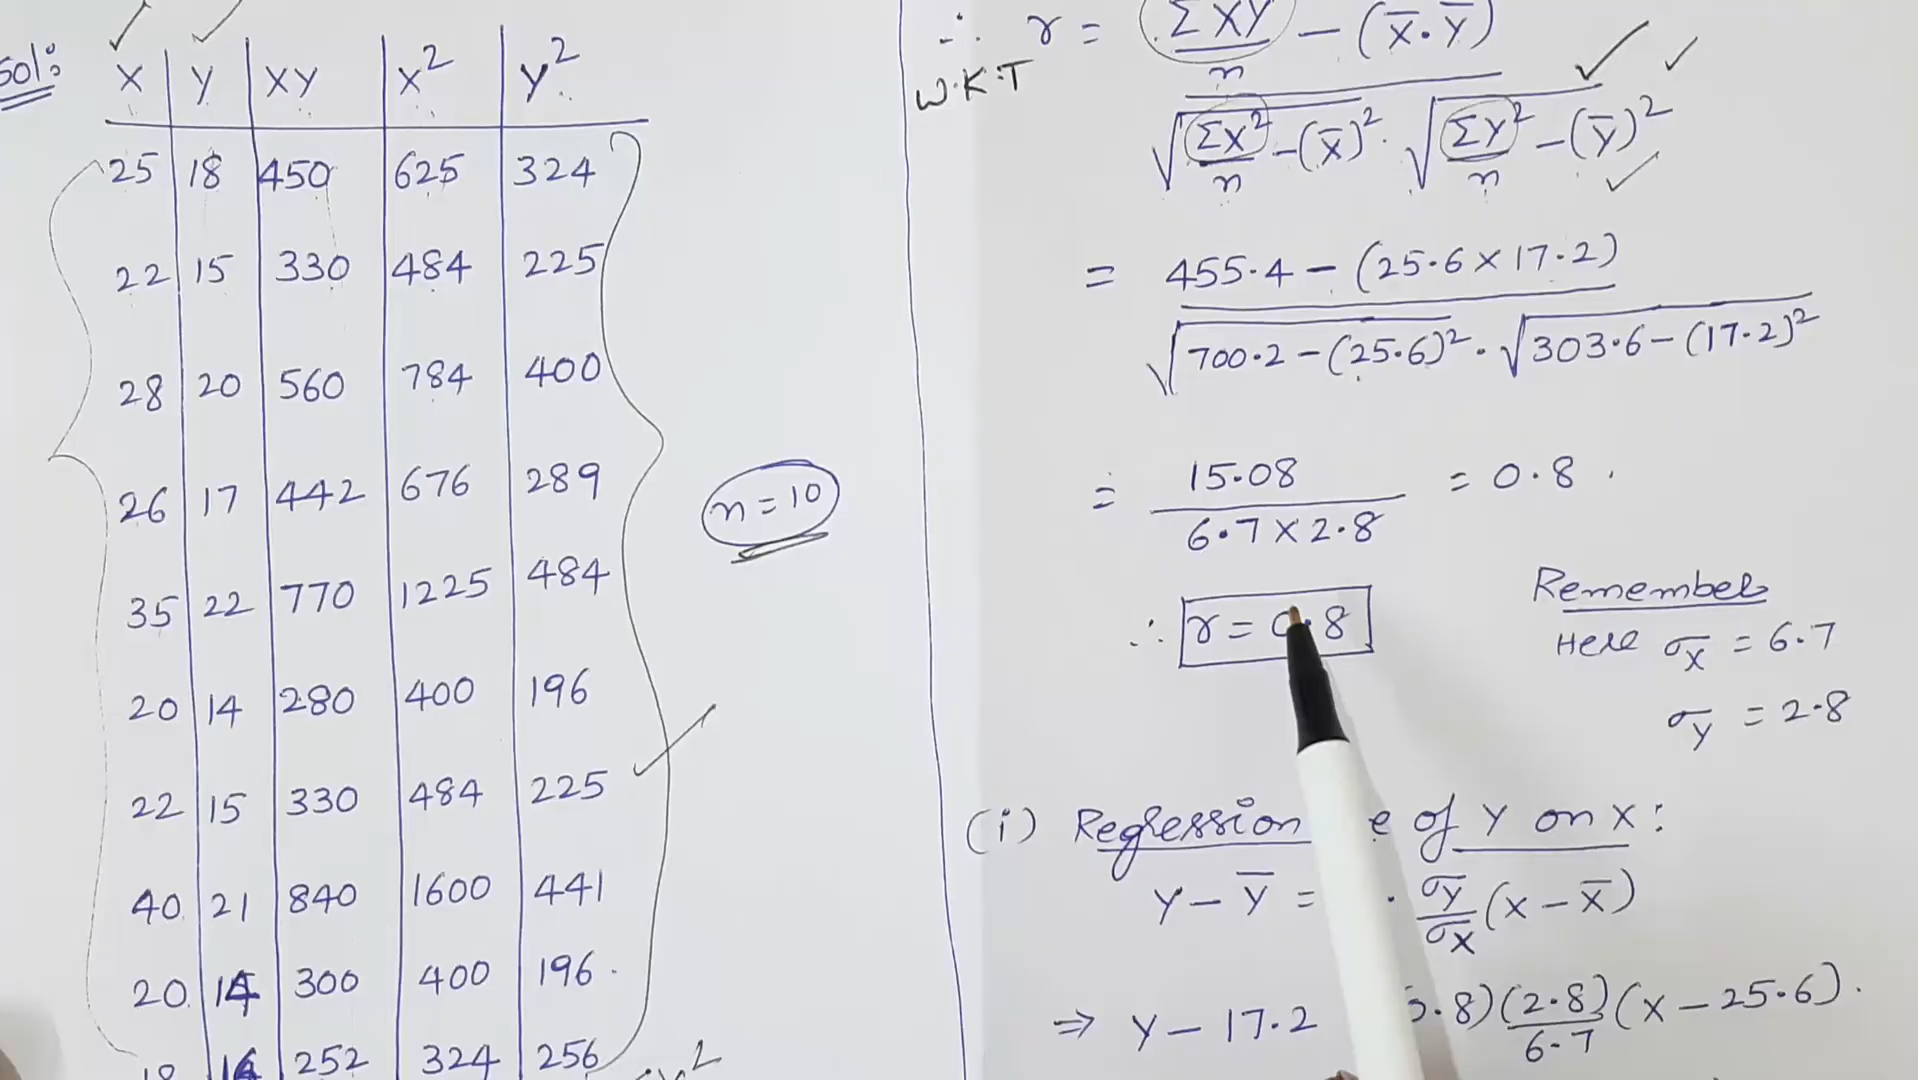 Sol:
X Y XY X² Y²
25 18 450 625 324
22 15 330 484 225
28 20 560 784 400
26 17 442 676 289
35 22 770 1225 484
20 14 280 400 196
22 15 330 484 225
40 21 840 1600 441
20 14 300 400 196
18 16 252 324 256
n = 10
∴ r = ΣXY/n − (X̄.Ȳ)
W.K.T
√ΣX²/n − (X̄)² . √ΣY²/n − (Ȳ)²
= 455.4 − (25.6 × 17.2)
√700.2 − (25.6)² . √303.6 − (17.2)²
= 15.08 / 6.7 × 2.8 = 0.8
∴ r = 0.8
Remember
Here σx = 6.7
σy = 2.8
(i) Regression of Y on X :
Y − Ȳ = . σy/σx (X − X̄)
⇒ Y − 17.2 .8) (2.8)/6.7 (X − 25.6).